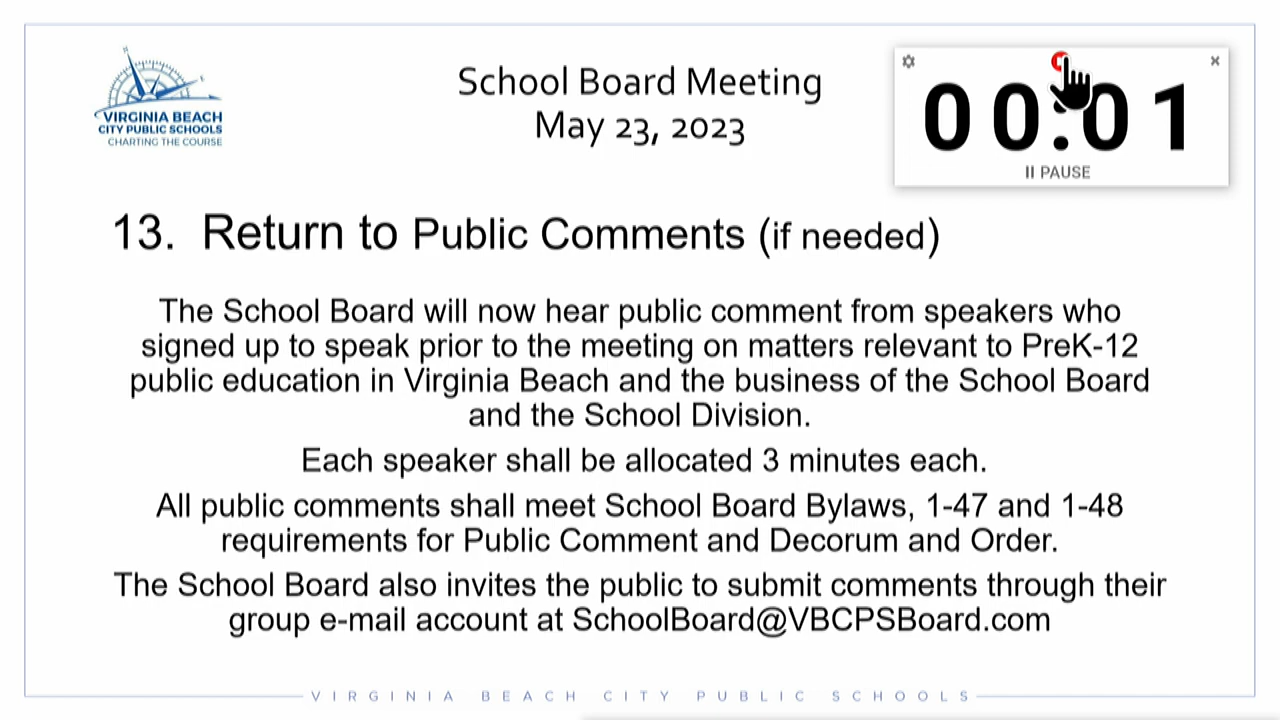 VIRGINIA BEACH
CITY PUBLIC SCHOOLS
CHARTING THE COURSE
School Board Meeting
May 23, 2023
00:01
PAUSE
13. Return to Public Comments (if needed)
The School Board will now hear public comment from speakers who
signed up to speak prior to the meeting on matters relevant to PreK-12
public education in Virginia Beach and the business of the School Board
and the School Division.
Each speaker shall be allocated 3 minutes each.
All public comments shall meet School Board Bylaws, 1-47 and 1-48
requirements for Public Comment and Decorum and Order.
The School Board also invites the public to submit comments through their
group e-mail account at SchoolBoard@VBCPSBoard.com
VIRGINIA BEACH CITY PUBLIC SCHOOLS